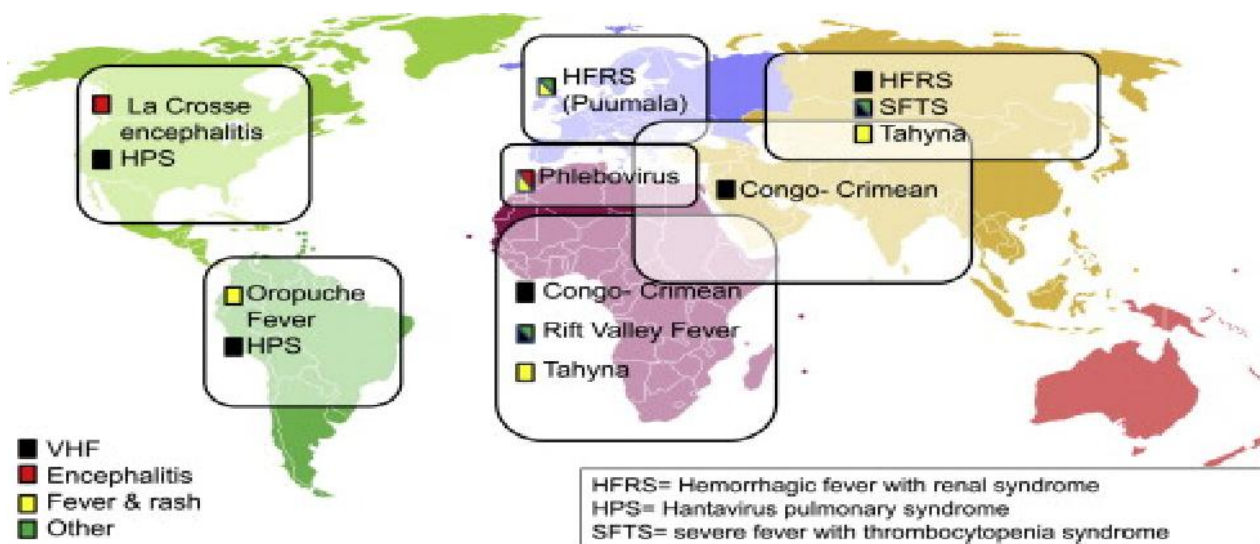 La Crosse
encephalitis
HPS
HFRS
(Puumala)
HFRS
SFTS
Tahyna
Phlebovirus
Congo- Crimean
Oropuche
Fever
HPS
Congo- Crimean
Rift Valley Fever
Tahyna
VHF
Encephalitis
Fever & rash
Other
HFRS= Hemorrhagic fever with renal syndrome
HPS= Hantavirus pulmonary syndrome
SFTS= severe fever with thrombocytopenia syndrome